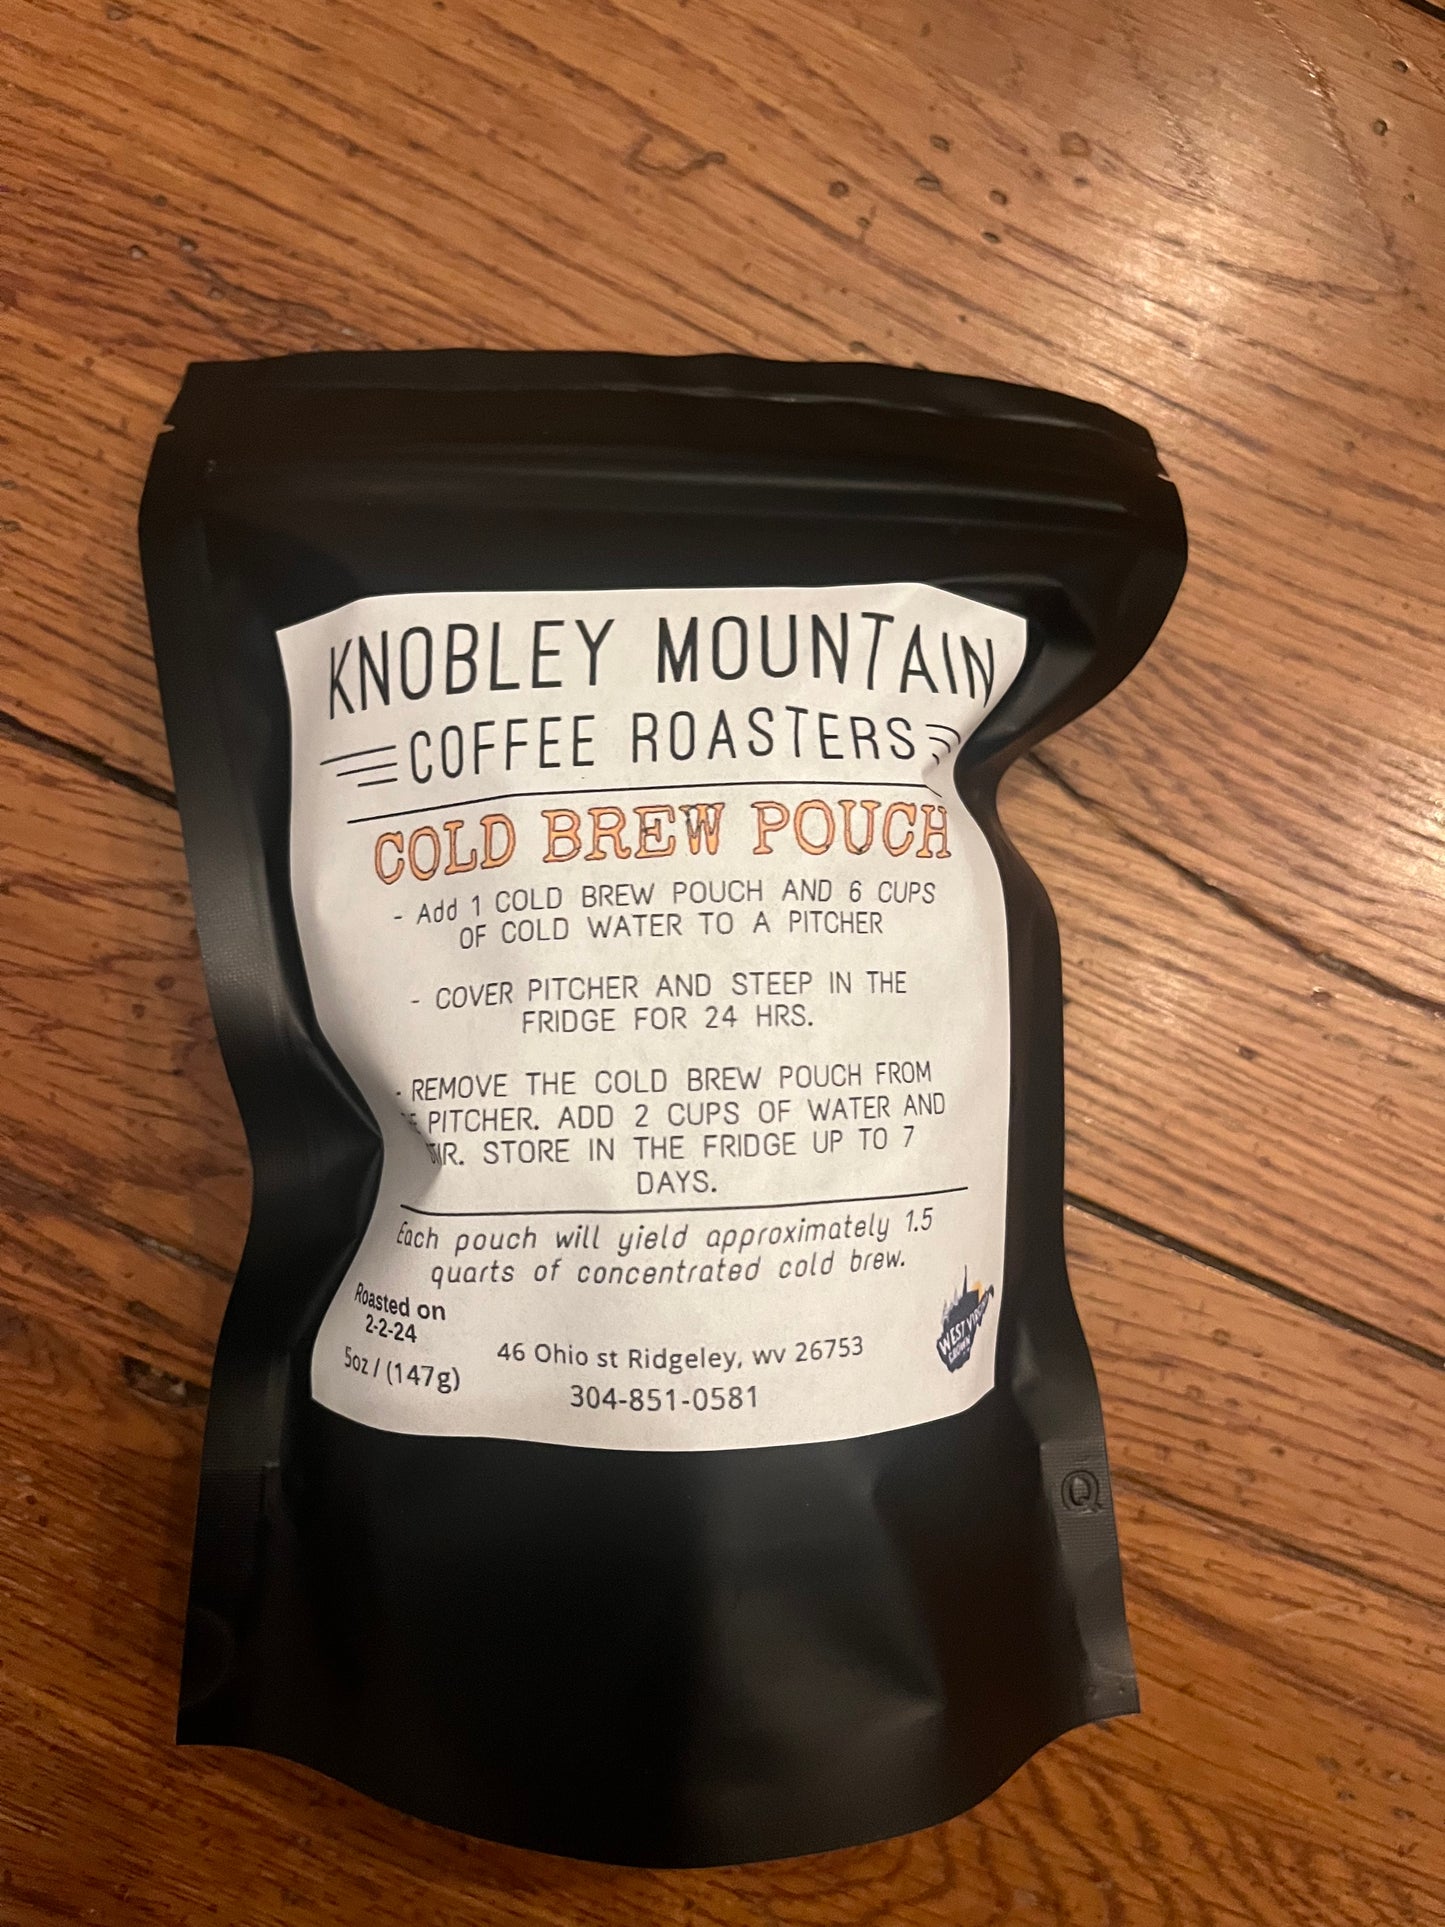 KNOBLEY MOUNTAIN
COFFEE ROASTERS
COLD BREW POUCH
- Add 1 COLD BREW POUCH AND 6 CUPS
OF COLD WATER TO A PITCHER
- COVER PITCHER AND STEEP IN THE
FRIDGE FOR 24 HRS.
- REMOVE THE COLD BREW POUCH FROM
PITCHER. ADD 2 CUPS OF WATER AND
STORE IN THE FRIDGE UP TO 7
DAYS.
Each pouch will yield approximately 1.5
quarts of concentrated cold brew.
Roasted on
2-2-24
5oz / (147g)
46 Ohio st Ridgeley, wv 26753
304-851-0581
WEST VIRGINIA
GROWN
Q